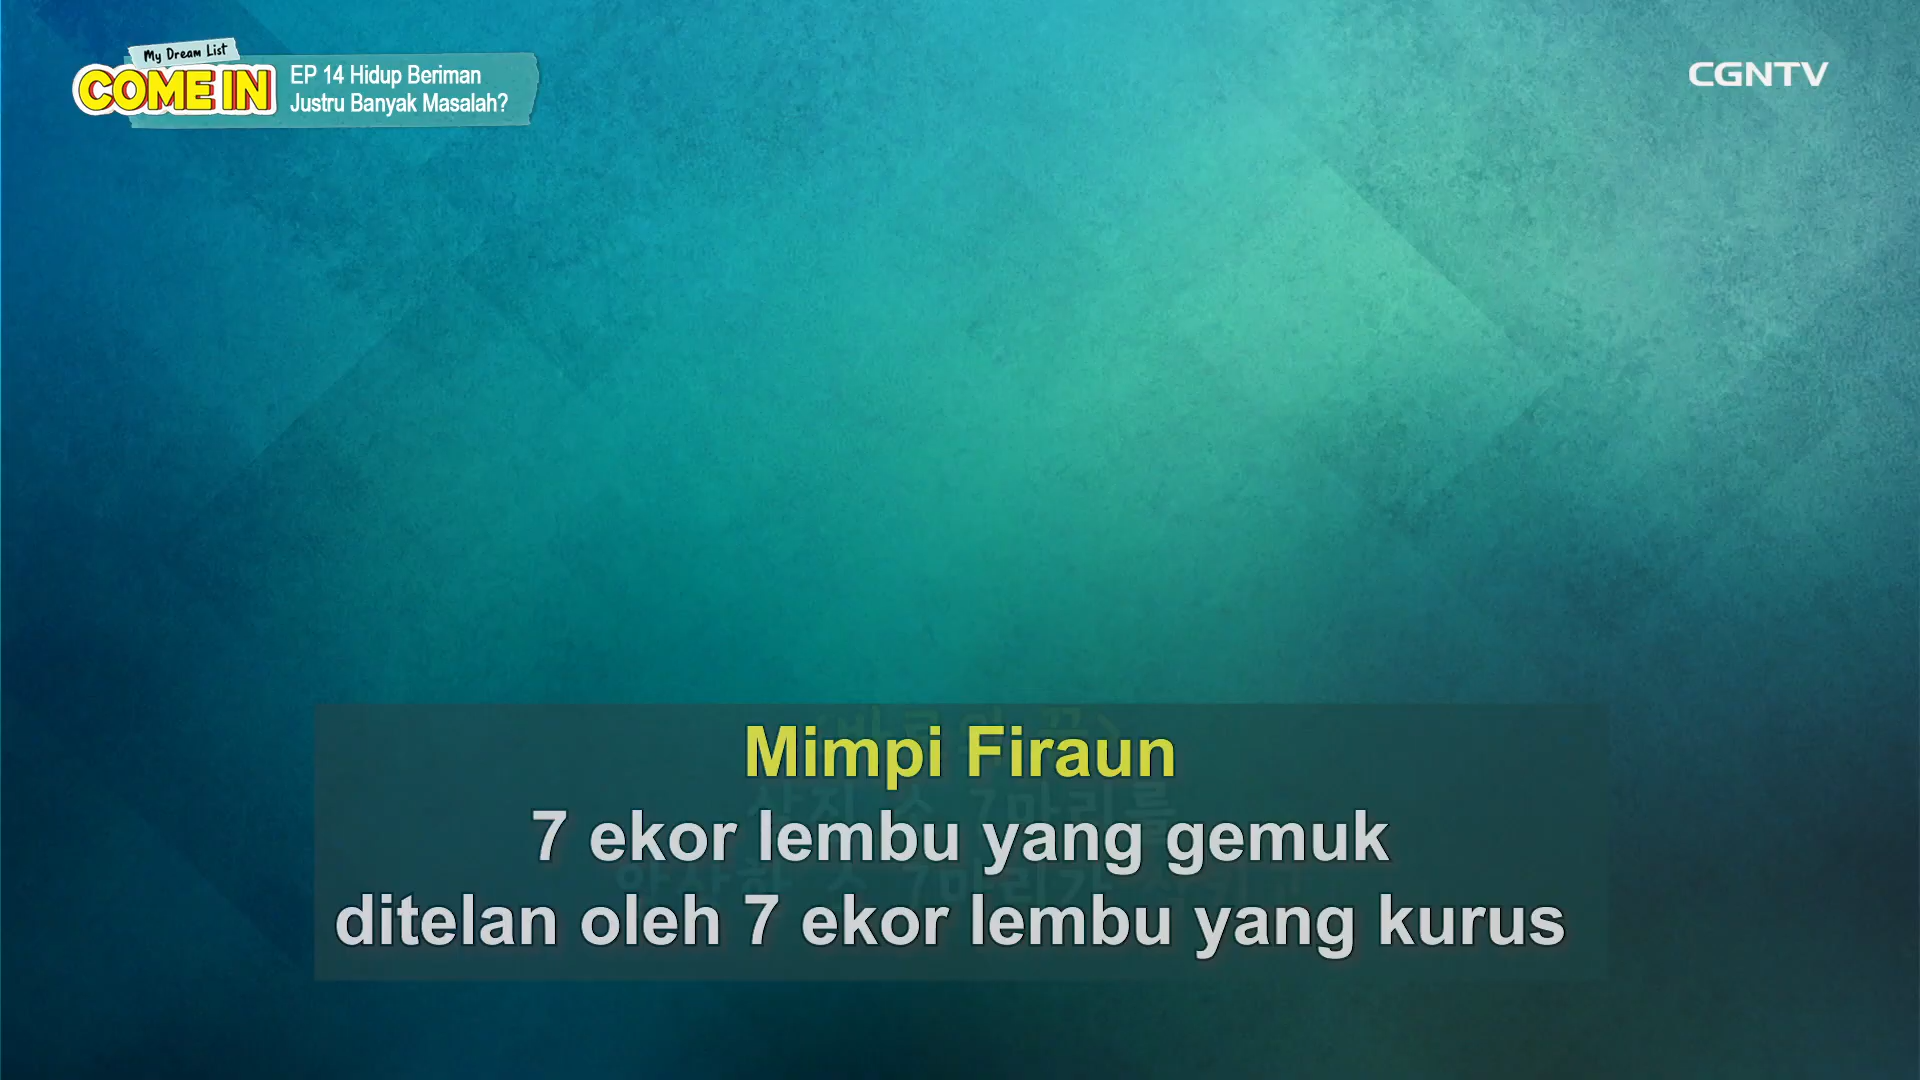 My Dream List
COME IN
EP 14 Hidup Beriman
Justru Banyak Masalah?
CGNTV
Mimpi Firaun
7 ekor lembu yang gemuk
ditelan oleh 7 ekor lembu yang kurus